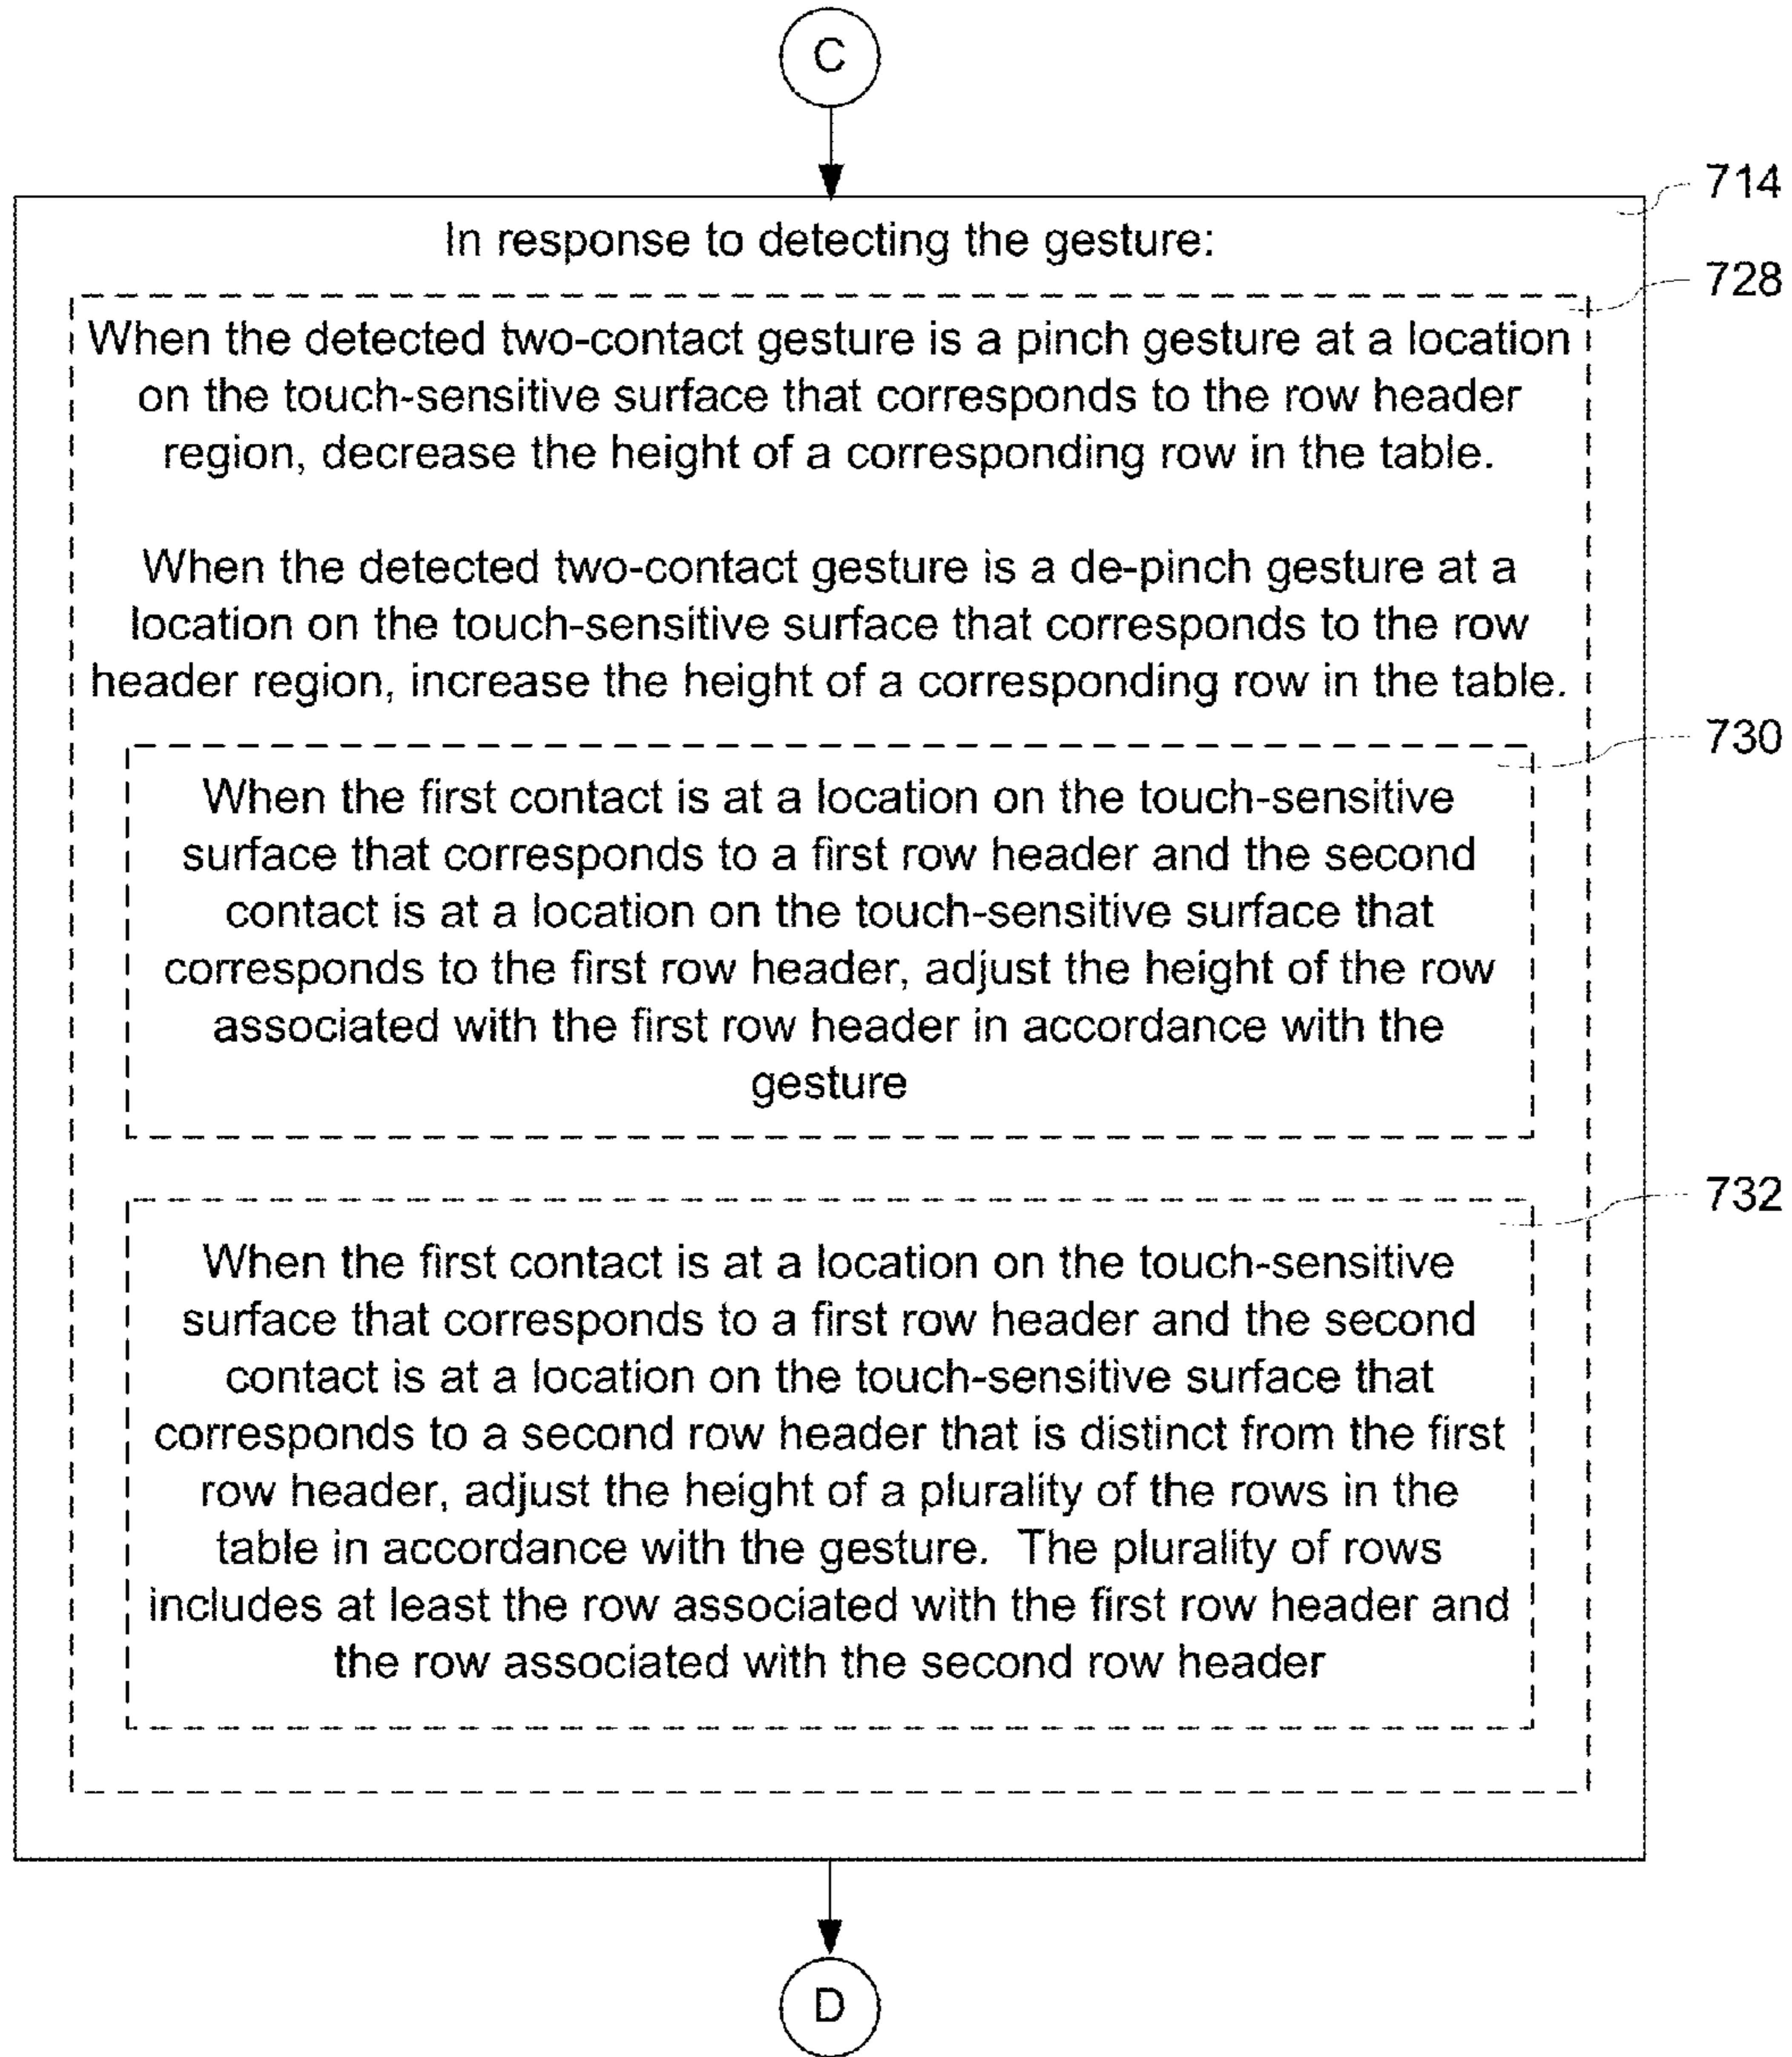 C
714
In response to detecting the gesture:
728
When the detected two-contact gesture is a pinch gesture at a location
on the touch-sensitive surface that corresponds to the row header
region, decrease the height of a corresponding row in the table.
When the detected two-contact gesture is a de-pinch gesture at a
location on the touch-sensitive surface that corresponds to the row
header region, increase the height of a corresponding row in the table.
730
When the first contact is at a location on the touch-sensitive
surface that corresponds to a first row header and the second
contact is at a location on the touch-sensitive surface that
corresponds to the first row header, adjust the height of the row
associated with the first row header in accordance with the
gesture
732
When the first contact is at a location on the touch-sensitive
surface that corresponds to a first row header and the second
contact is at a location on the touch-sensitive surface that
corresponds to a second row header that is distinct from the first
row header, adjust the height of a plurality of the rows in the
table in accordance with the gesture.  The plurality of rows
includes at least the row associated with the first row header and
the row associated with the second row header
D